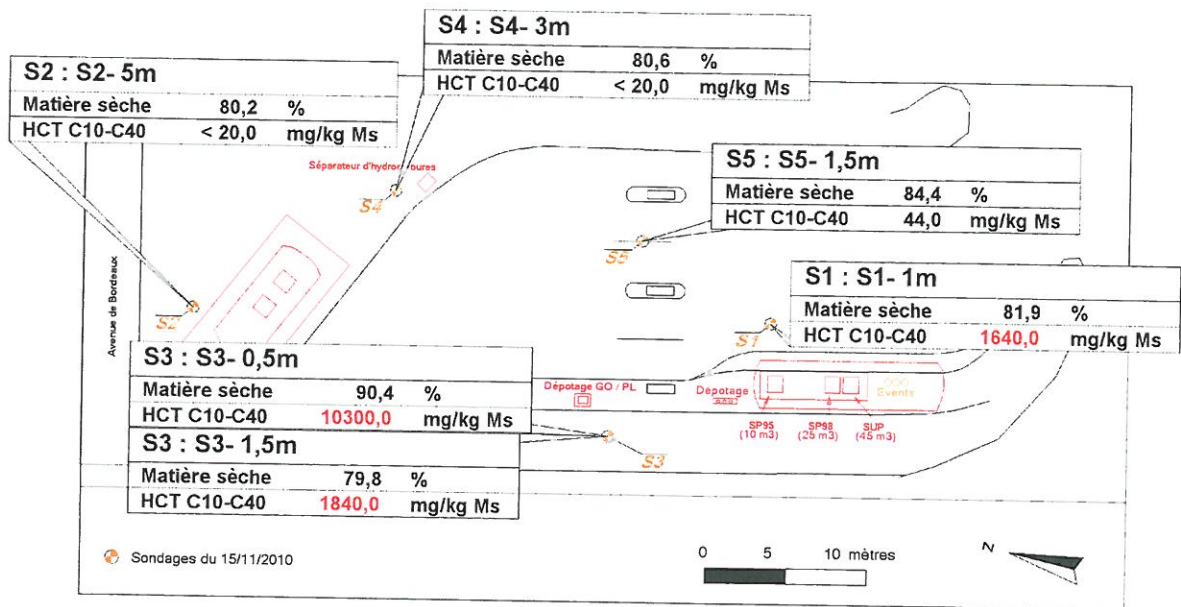 S4 : S4- 3m
Matière sèche 80,6 %
HCT C10-C40 < 20,0 mg/kg Ms
S2 : S2- 5m
Matière sèche 80,2 %
HCT C10-C40 < 20,0 mg/kg Ms
S5 : S5- 1,5m
Matière sèche 84,4 %
HCT C10-C40 44,0 mg/kg Ms
S1 : S1- 1m
Matière sèche 81,9 %
HCT C10-C40 1640,0 mg/kg Ms
S3 : S3- 0,5m
Matière sèche 90,4 %
HCT C10-C40 10300,0 mg/kg Ms
S3 : S3- 1,5m
Matière sèche 79,8 %
HCT C10-C40 1840,0 mg/kg Ms
Avenue de Bordeaux
Séparateur
S4
S2
S5
S1
S3
Dépotage GO / PL
Dépotage
Events
SP95
(10 m3)
SP98
(25 m3)
SUP
(45 m3)
Sondages du 15/11/2010
0 5 10 mètres
N